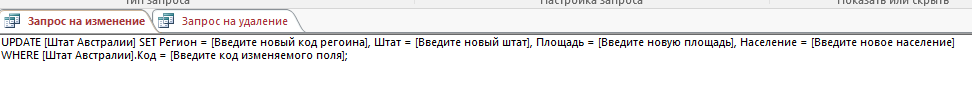 Тип запроса Настройка запроса Показать или скрыть
Запрос на изменение Запрос на удаление
UPDATE [Штат Австралии] SET Регион = [Введите новый код региона], Штат = [Введите новый штат], Площадь = [Введите новую площадь], Население = [Введите новое население]
WHERE [Штат Австралии].Код = [Введите код изменяемого поля];